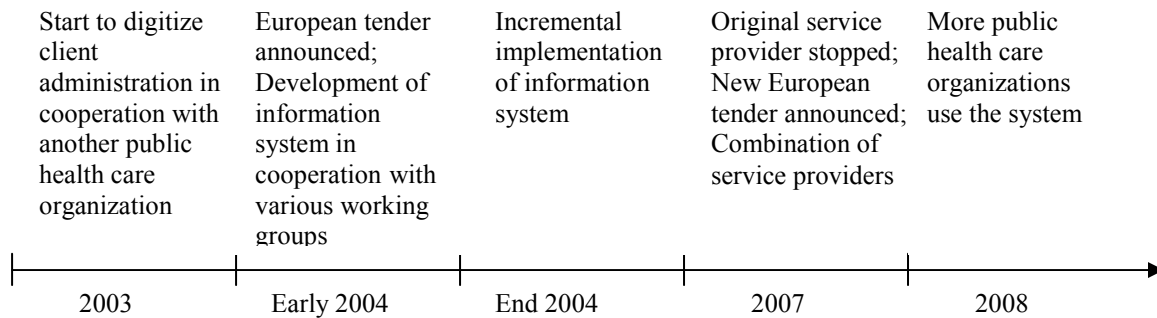 Start to digitize
client
administration in
cooperation with
another public
health care
organization
European tender
announced;
Development of
information
system in
cooperation with
various working
groups
Incremental
implementation
of information
system
Original service
provider stopped;
New European
tender announced;
Combination of
service providers
More public
health care
organizations
use the system
2003
Early 2004
End 2004
2007
2008